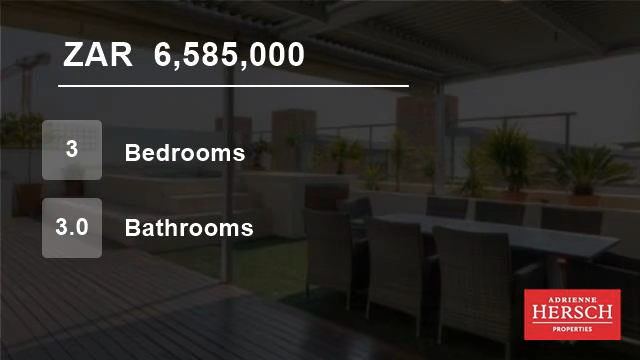 ZAR 6,585,000
3
Bedrooms
3.0
Bathrooms
ADRIENNE
HERSCH
PROPERTIES